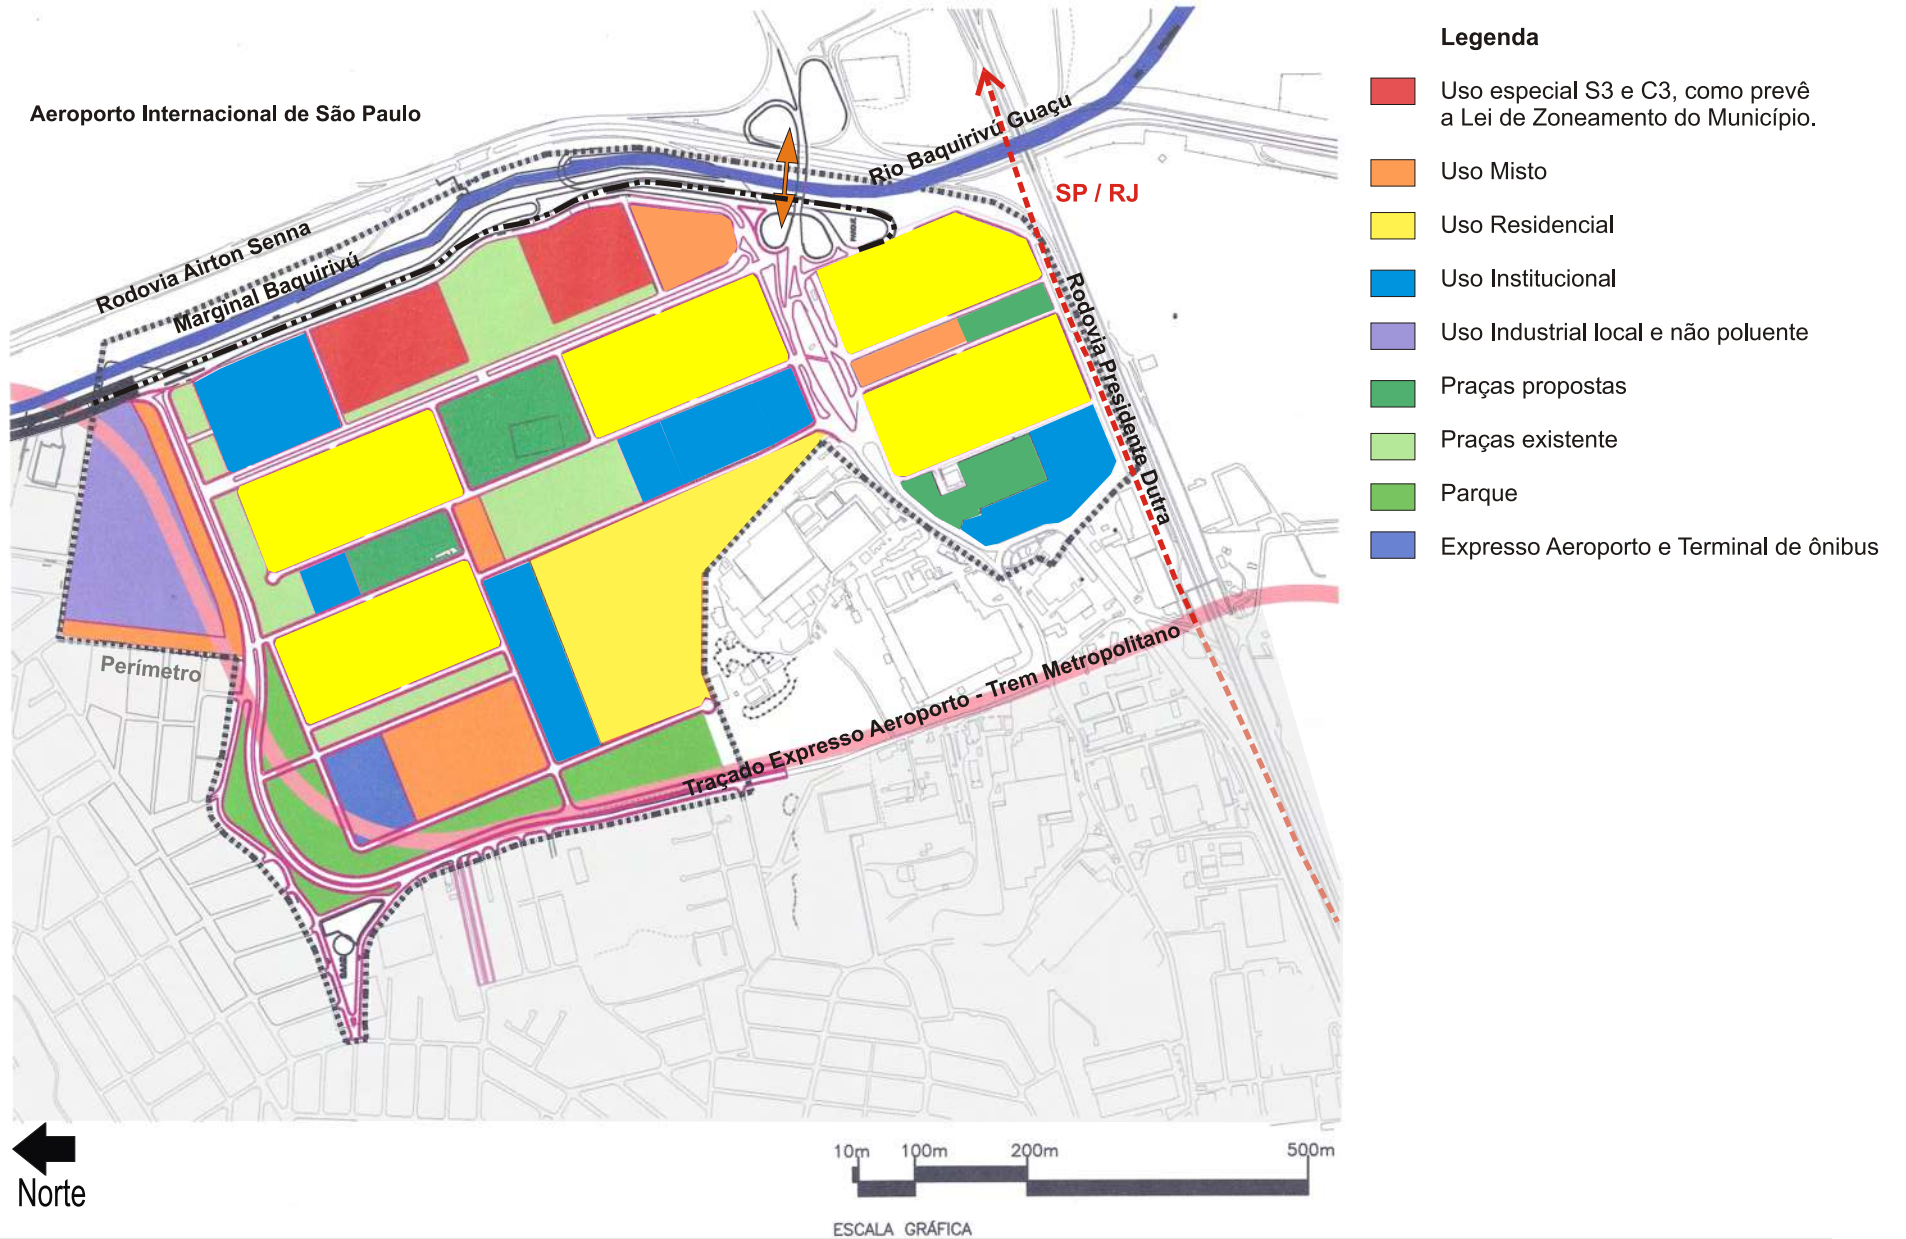 Legenda
Uso especial S3 e C3, como prevê
a Lei de Zoneamento do Município.
Uso Misto
Uso Residencial
Uso Institucional
Uso Industrial local e não poluente
Praças propostas
Praças existente
Parque
Expresso Aeroporto e Terminal de ônibus
Aeroporto Internacional de São Paulo
Rio Baquirivú Guaçu
SP / RJ
Rodovia Airton Senna
Marginal Baquirivú
Rodovia Presidente Dutra
Perímetro
Traçado Expresso Aeroporto - Trem Metropolitano
Norte
10m 100m 200m 500m
ESCALA GRÁFICA